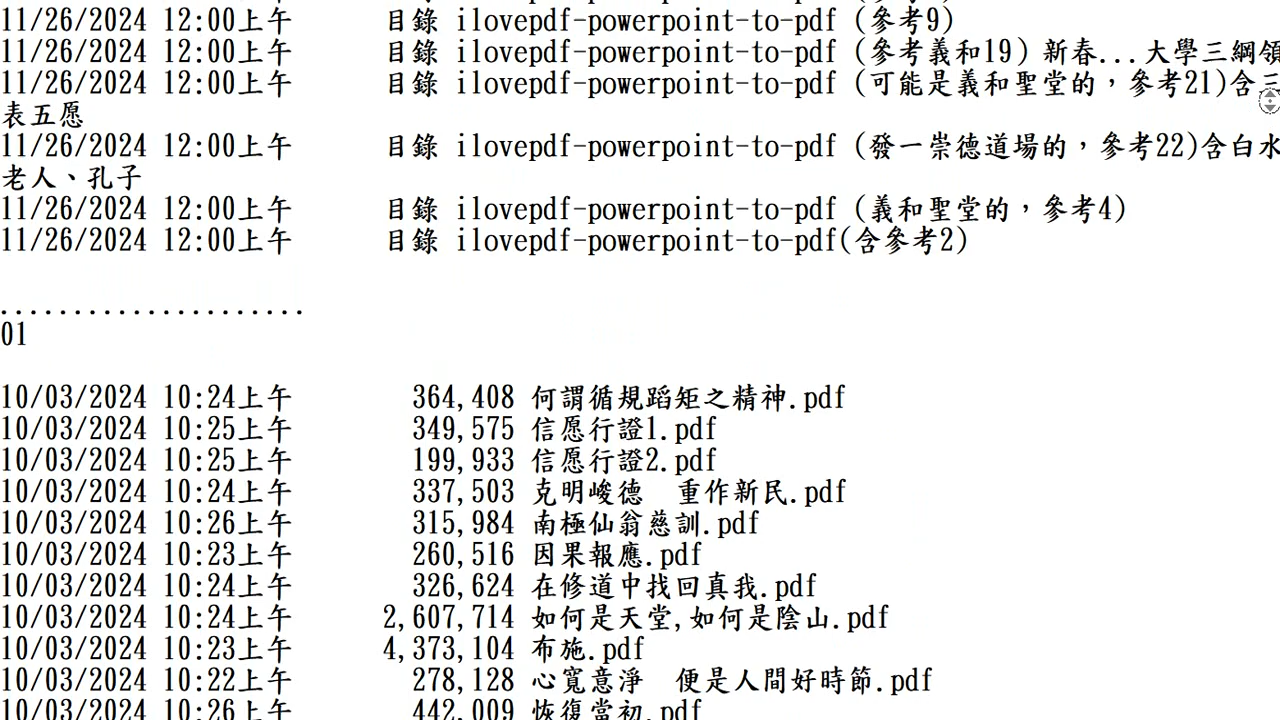 11/26/2024 12:00上午 目錄 ilovepdf-powerpoint-to-pdf (參考9)
11/26/2024 12:00上午 目錄 ilovepdf-powerpoint-to-pdf (參考義和19) 新春...大學三綱領
11/26/2024 12:00上午 目錄 ilovepdf-powerpoint-to-pdf (可能是義和聖堂的，參考21)含三
表五愿
11/26/2024 12:00上午 目錄 ilovepdf-powerpoint-to-pdf (發一崇德道場的，參考22)含白水
老人、孔子
11/26/2024 12:00上午 目錄 ilovepdf-powerpoint-to-pdf (義和聖堂的，參考4)
11/26/2024 12:00上午 目錄 ilovepdf-powerpoint-to-pdf(含參考2)
.....................
01
10/03/2024 10:24上午 364,408 何謂循規蹈矩之精神.pdf
10/03/2024 10:25上午 349,575 信愿行證1.pdf
10/03/2024 10:25上午 199,933 信愿行證2.pdf
10/03/2024 10:24上午 337,503 克明峻德　重作新民.pdf
10/03/2024 10:26上午 315,984 南極仙翁慈訓.pdf
10/03/2024 10:23上午 260,516 因果報應.pdf
10/03/2024 10:24上午 326,624 在修道中找回真我.pdf
10/03/2024 10:24上午 2,607,714 如何是天堂,如何是陰山.pdf
10/03/2024 10:23上午 4,373,104 布施.pdf
10/03/2024 10:22上午 278,128 心寬意淨　便是人間好時節.pdf
10/03/2024 10:26上午 442,009 恢復當初.pdf